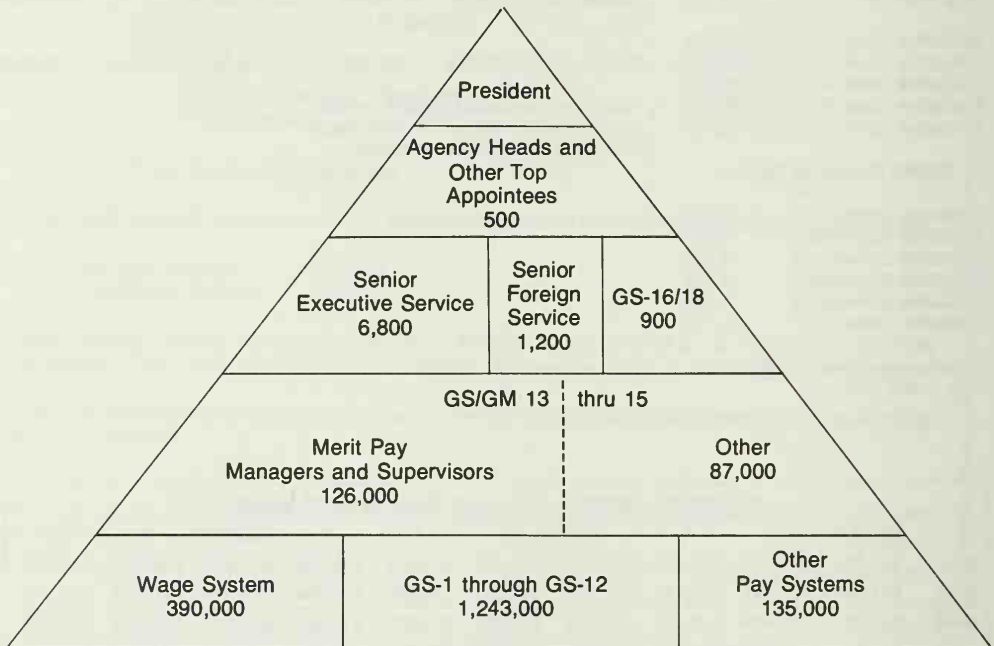 President
Agency Heads and
Other Top
Appointees
500
Senior
Executive Service
6,800
Senior
Foreign
Service
1,200
GS-16/18
900
GS/GM 13 thru 15
Merit Pay
Managers and Supervisors
126,000
Other
87,000
Wage System
390,000
GS-1 through GS-12
1,243,000
Other
Pay Systems
135,000